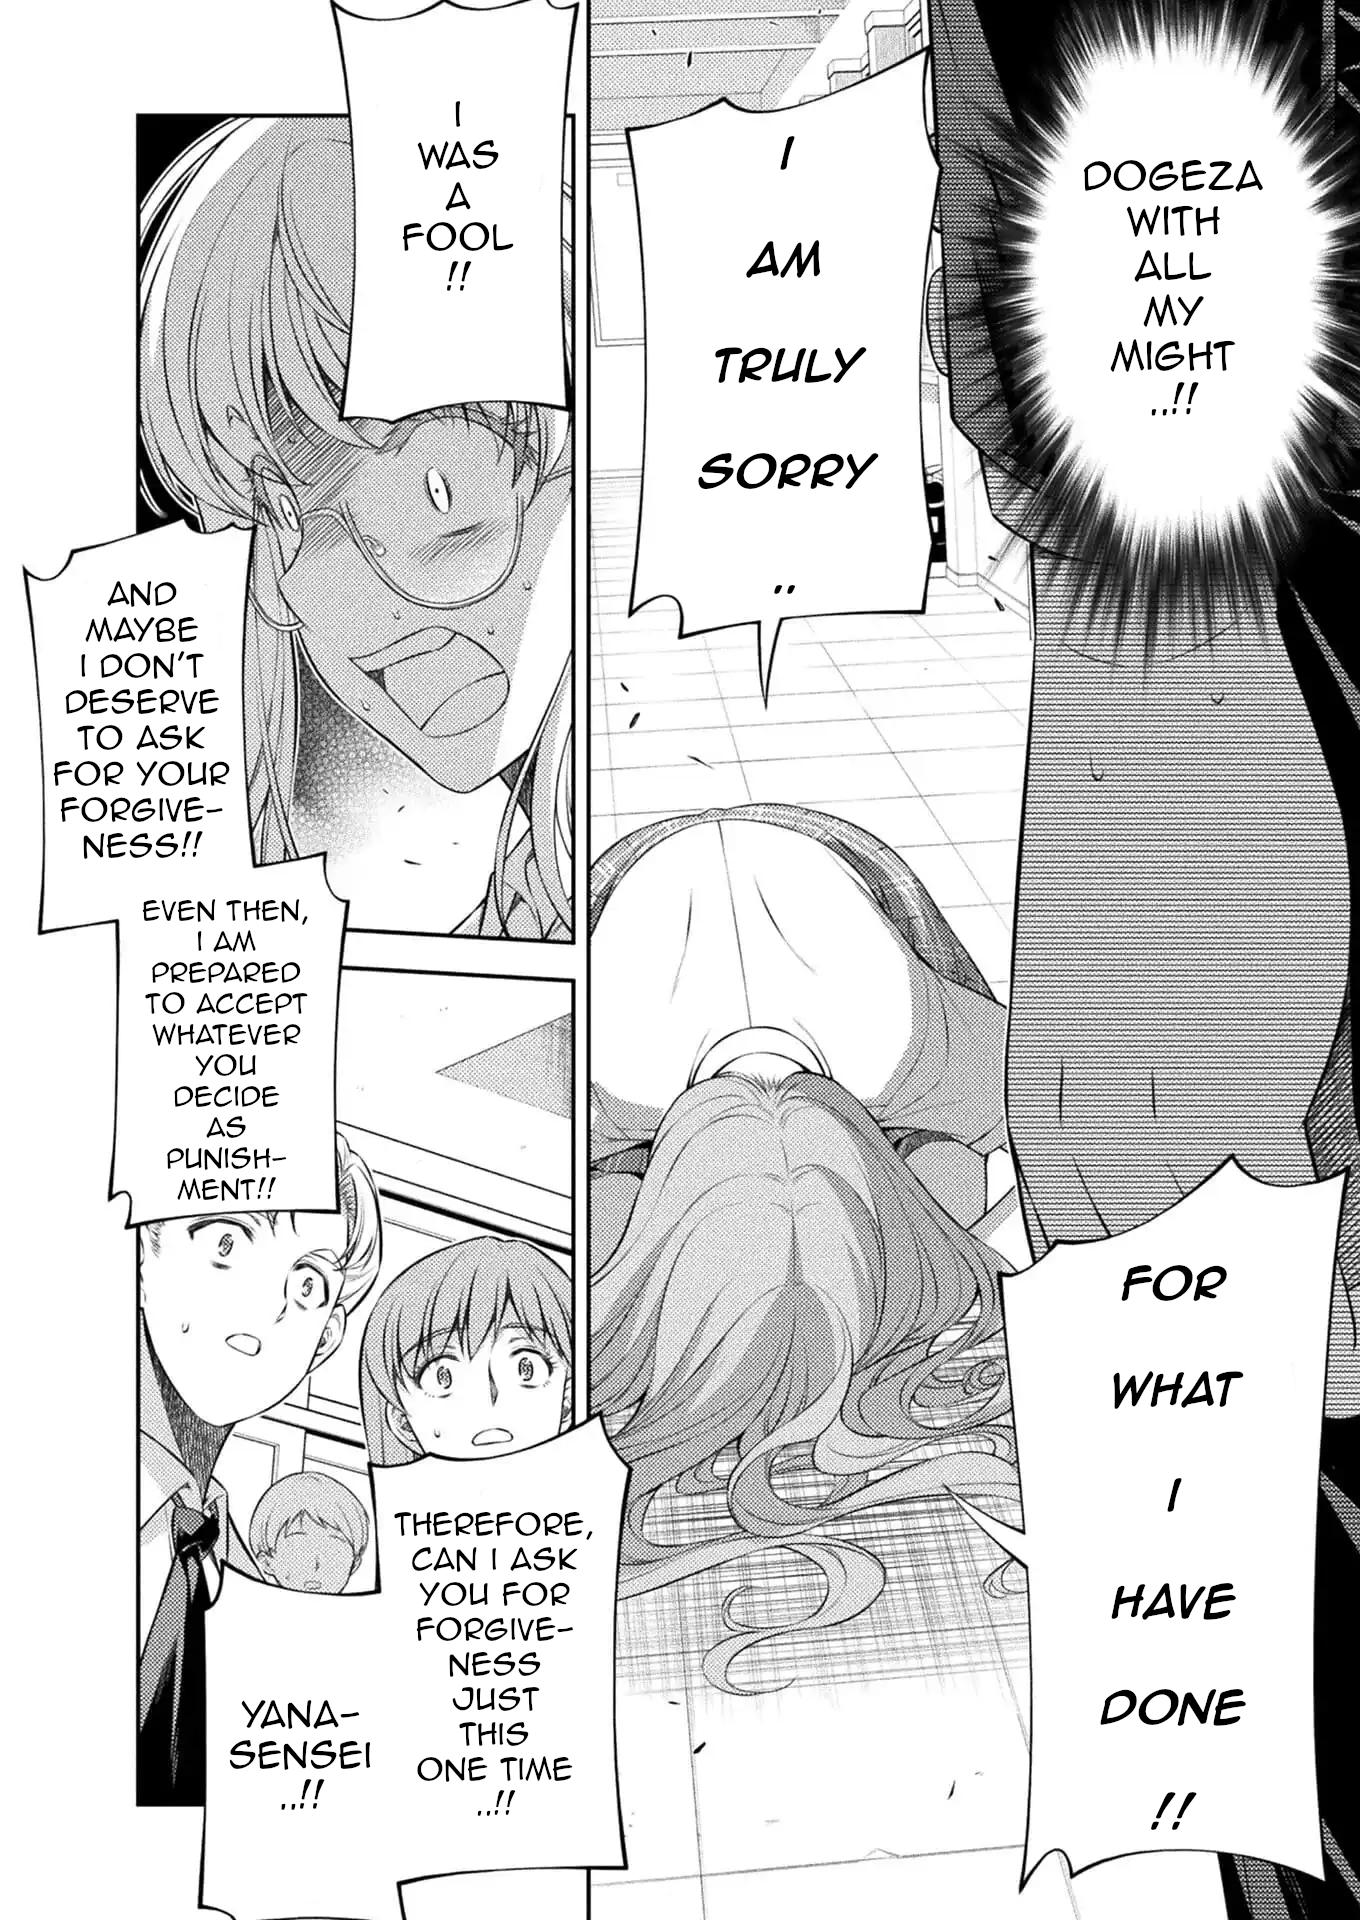 DOGEZA
WITH
ALL
MY
MIGHT
..!!
I
AM
TRULY
SORRY
..
FOR
WHAT
I
HAVE
DONE
!!
I
WAS
A
FOOL
!!
AND
MAYBE
I DON'T
DESERVE
TO ASK
FOR YOUR
FORGIVE-
NESS!!
EVEN THEN,
I AM
PREPARED
TO ACCEPT
WHATEVER
YOU
DECIDE
AS
PUNISH-
MENT!!
THEREFORE,
CAN I ASK
YOU FOR
FORGIVE-
NESS
JUST
THIS
ONE TIME
..!!
YANA-
SENSEI
..!!